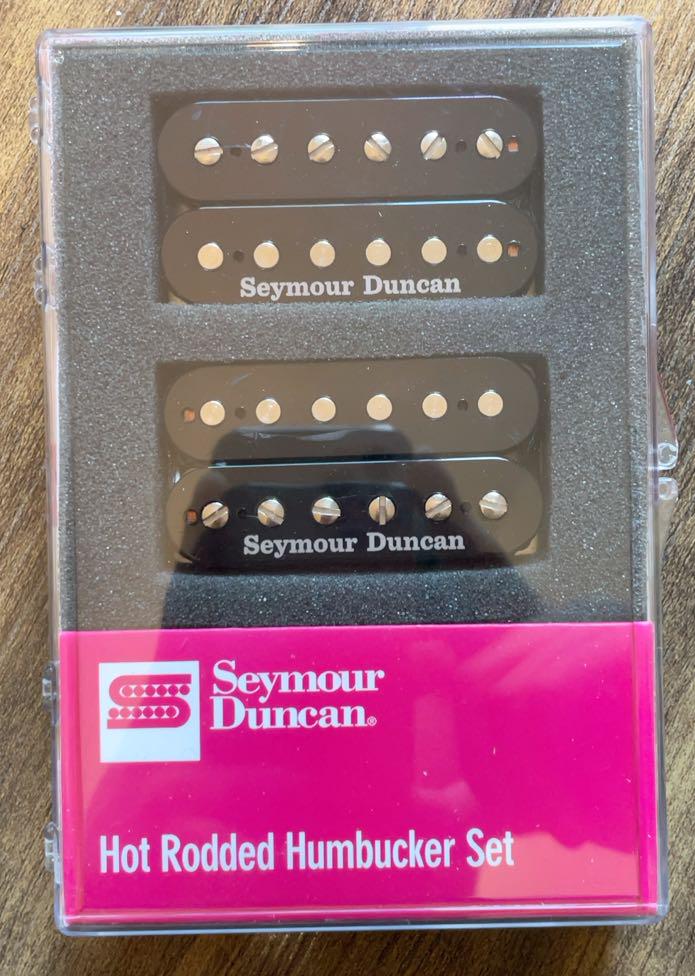 Seymour Duncan
Seymour Duncan
Seymour
Duncan®
Hot Rodded Humbucker Set